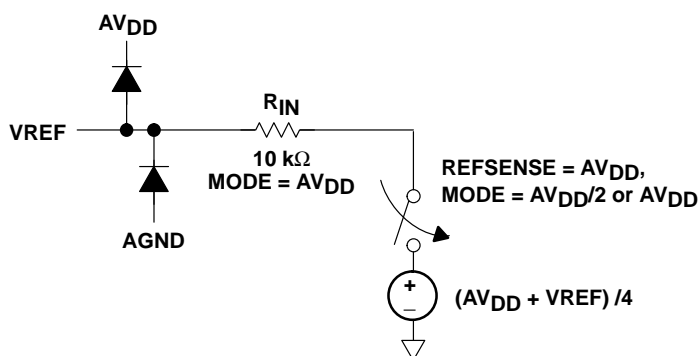 AVDD
RIN
VREF
10 kΩ
MODE = AVDD
REFSENSE = AVDD,
MODE = AVDD/2 or AVDD
AGND
+
−
(AVDD + VREF) /4